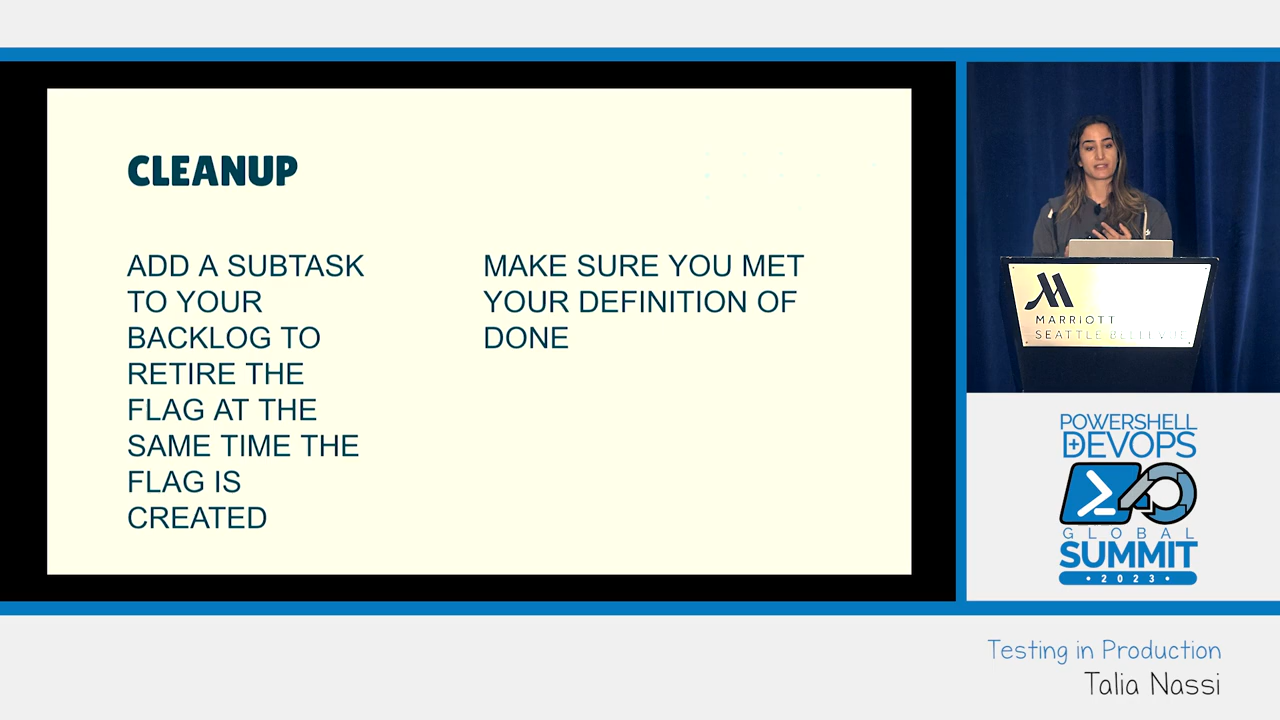 CLEANUP
ADD A SUBTASK
TO YOUR
BACKLOG TO
RETIRE THE
FLAG AT THE
SAME TIME THE
FLAG IS
CREATED
MAKE SURE YOU MET
YOUR DEFINITION OF
DONE
MARRIOTT
SEATTLE BELLEVUE
POWERSHELL
+DEVOPS
GLOBAL
SUMMIT
•2023•
Testing in Production
Talia Nassi